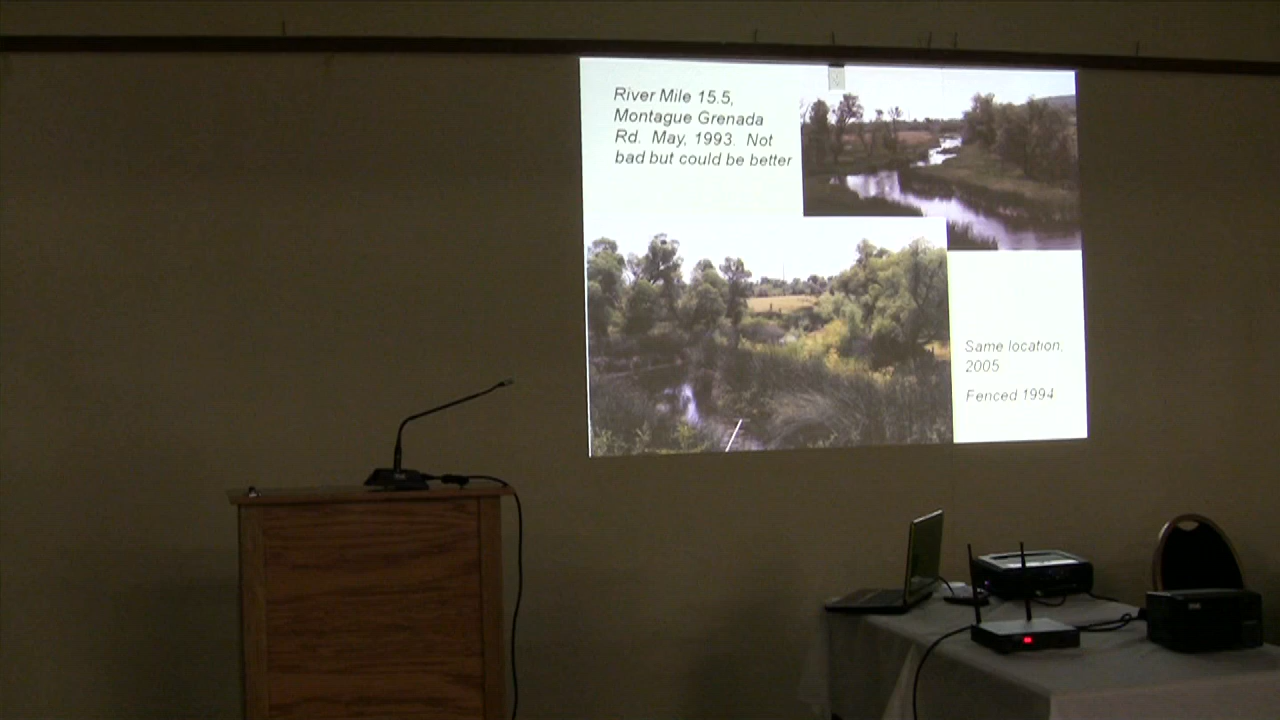 River Mile 15.5,
Montague Grenada
Rd. May, 1993. Not
bad but could be better
Same location,
2005
Fenced 1994